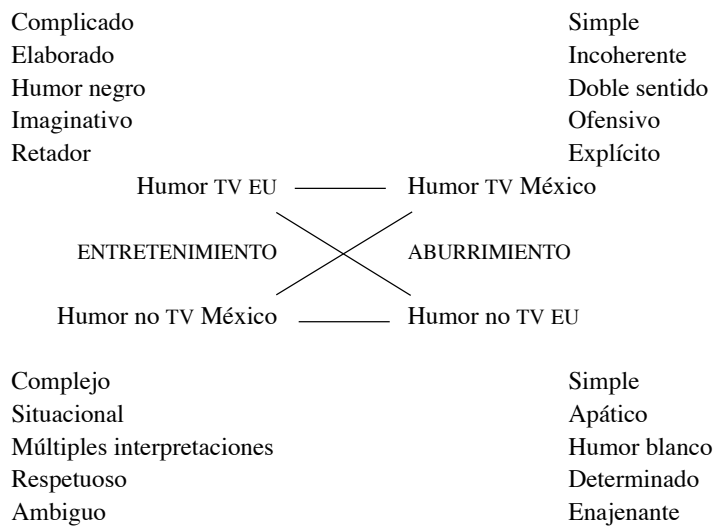 Complicado
Elaborado
Humor negro
Imaginativo
Retador
Simple
Incoherente
Doble sentido
Ofensivo
Explícito
Humor TV EU
Humor TV México
ENTRETENIMIENTO
ABURRIMIENTO
Humor no TV México
Humor no TV EU
Complejo
Situacional
Múltiples interpretaciones
Respetuoso
Ambiguo
Simple
Apático
Humor blanco
Determinado
Enajenante